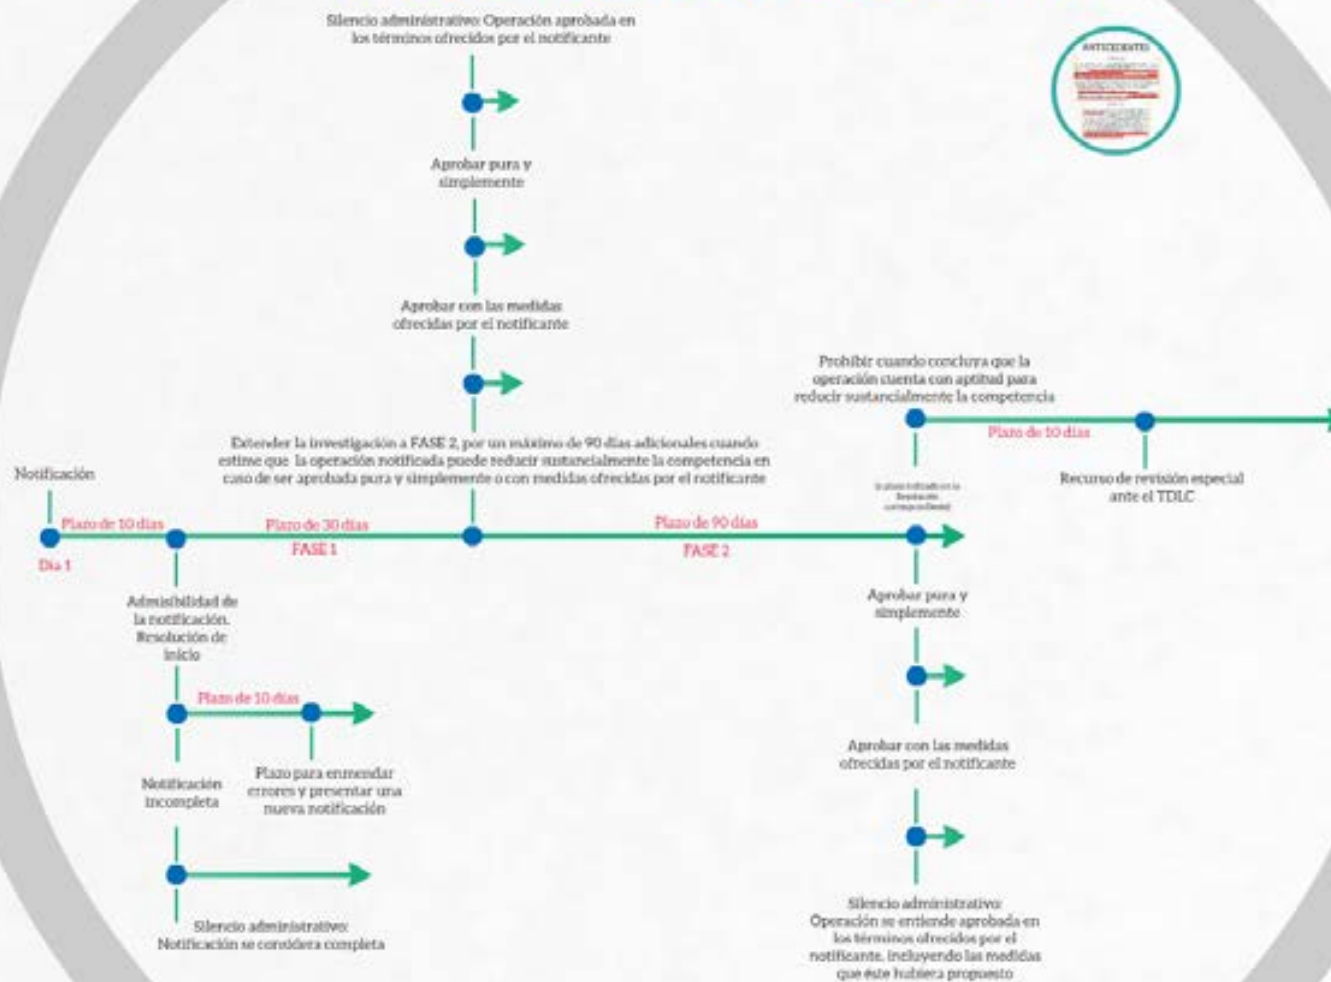 Silencio administrativo: Operación aprobada en
los términos ofrecidos por el notificante
ANTECEDENTES
Aprobar pura y
simplemente
Aprobar con las medidas
ofrecidas por el notificante
Prohibir cuando concluya que la
operación cuenta con aptitud para
reducir sustancialmente la competencia
Plazo de 10 días
Recurso de revisión especial
ante el TDLC
Extender la investigación a FASE 2, por un máximo de 90 días adicionales cuando
estime que la operación notificada puede reducir sustancialmente la competencia en
caso de ser aprobada pura y simplemente o con medidas ofrecidas por el notificante
Notificación
Plazo de 10 días
Plazo de 30 días
Plazo de 90 días
Día 1
FASE 1
FASE 2
Admisibilidad de
la notificación.
Resolución de
inicio
Aprobar pura y
simplemente
Plazo de 10 días
Notificación
incompleta
Plazo para enmendar
errores y presentar una
nueva notificación
Aprobar con las medidas
ofrecidas por el notificante
Silencio administrativo:
Notificación se considera completa
Silencio administrativo:
Operación se entiende aprobada en
los términos ofrecidos por el
notificante, incluyendo las medidas
que éste hubiera propuesto